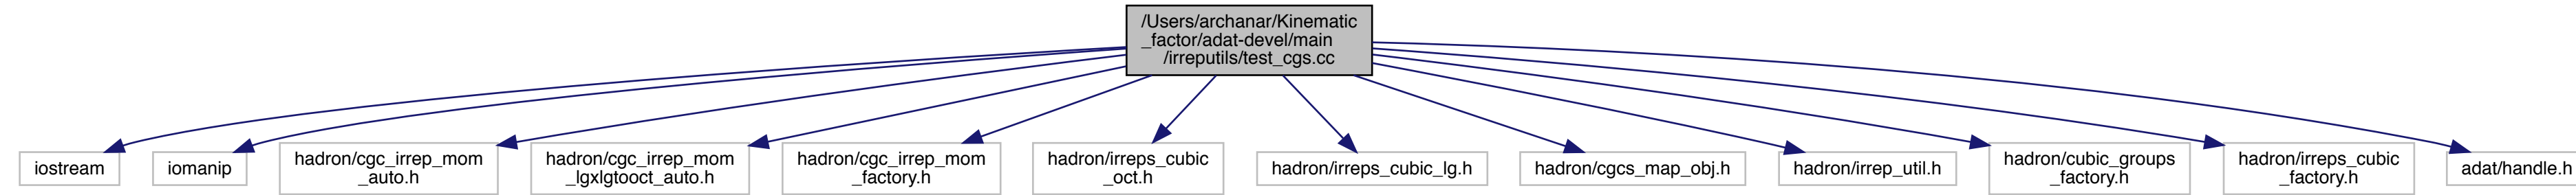 /Users/archanar/Kinematic
_factor/adat-devel/main
/irreputils/test_cgs.cc
iostream
iomanip
hadron/cgc_irrep_mom
_auto.h
hadron/cgc_irrep_mom
_lgxlgtooct_auto.h
hadron/cgc_irrep_mom
_factory.h
hadron/irreps_cubic
_oct.h
hadron/irreps_cubic_lg.h
hadron/cgcs_map_obj.h
hadron/irrep_util.h
hadron/cubic_groups
_factory.h
hadron/irreps_cubic
_factory.h
adat/handle.h